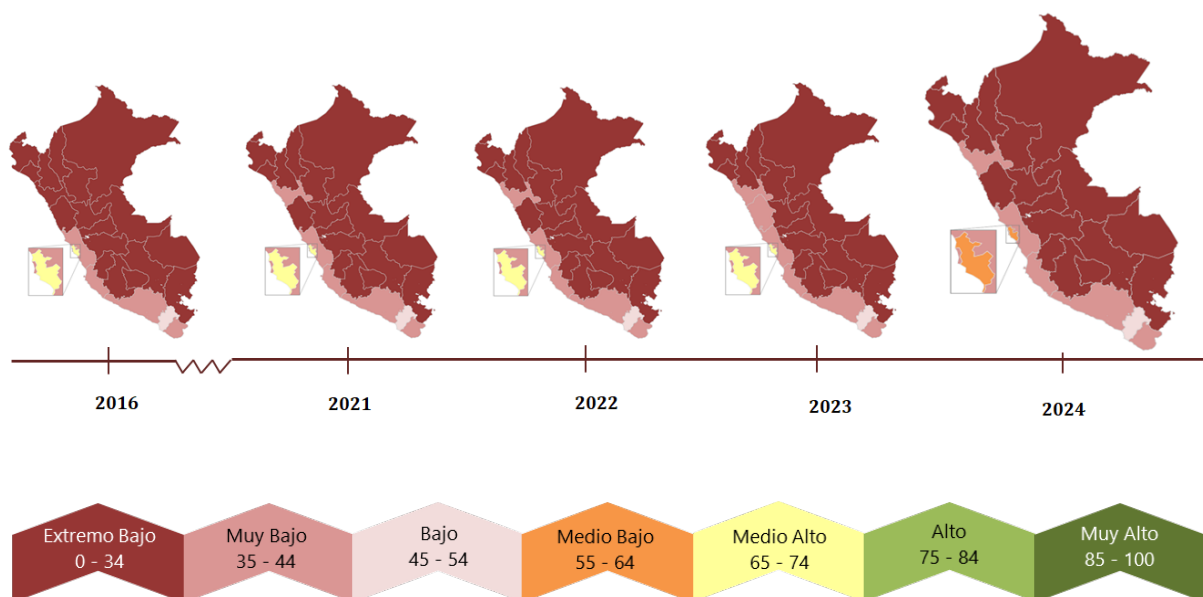 2016
2021
2022
2023
2024
Extremo Bajo
0 - 34
Muy Bajo
35 - 44
Bajo
45 - 54
Medio Bajo
55 - 64
Medio Alto
65 - 74
Alto
75 - 84
Muy Alto
85 - 100